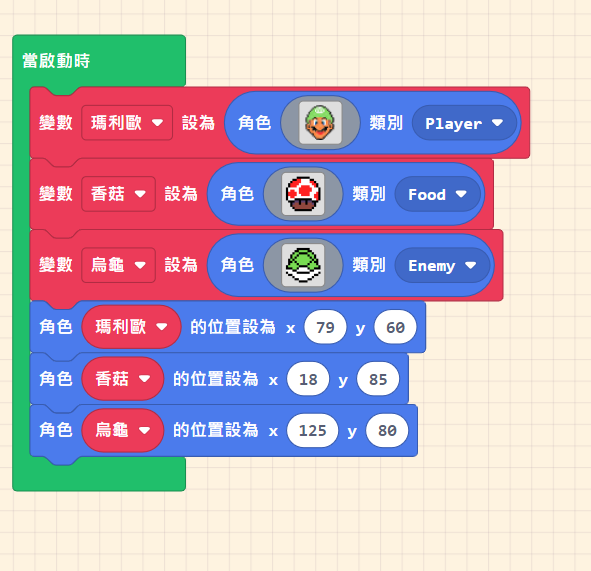 當啟動時
變數 瑪利歐 設為 角色 類別 Player
變數 香菇 設為 角色 類別 Food
變數 烏龜 設為 角色 類別 Enemy
角色 瑪利歐 的位置設為 x 79 y 60
角色 香菇 的位置設為 x 18 y 85
角色 烏龜 的位置設為 x 125 y 80